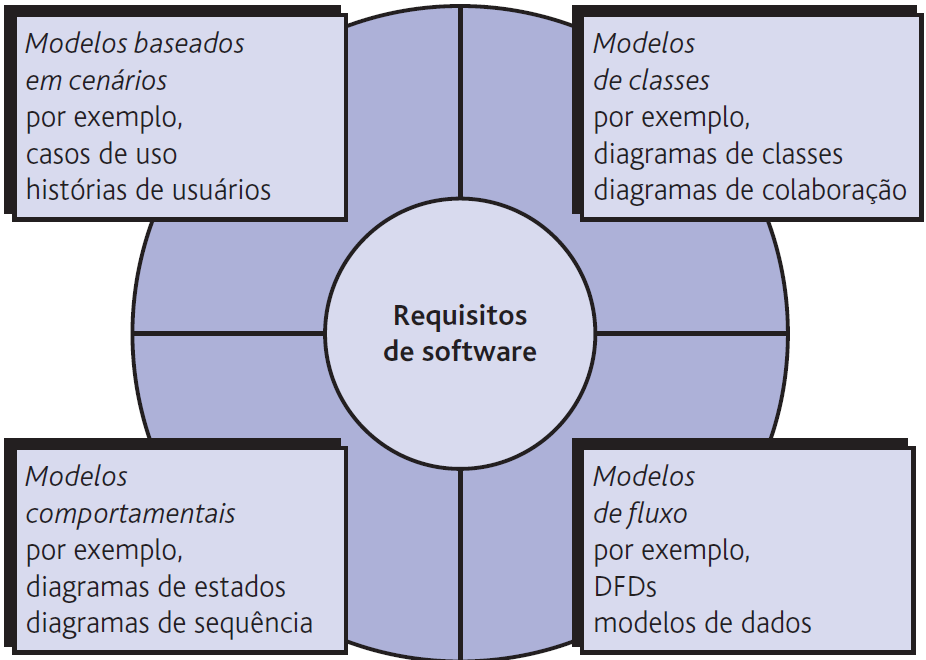 Modelos baseados
em cenários
por exemplo,
casos de uso
histórias de usuários
Modelos
de classes
por exemplo,
diagramas de classes
diagramas de colaboração
Requisitos
de software
Modelos
comportamentais
por exemplo,
diagramas de estados
diagramas de sequência
Modelos
de fluxo
por exemplo,
DFDs
modelos de dados